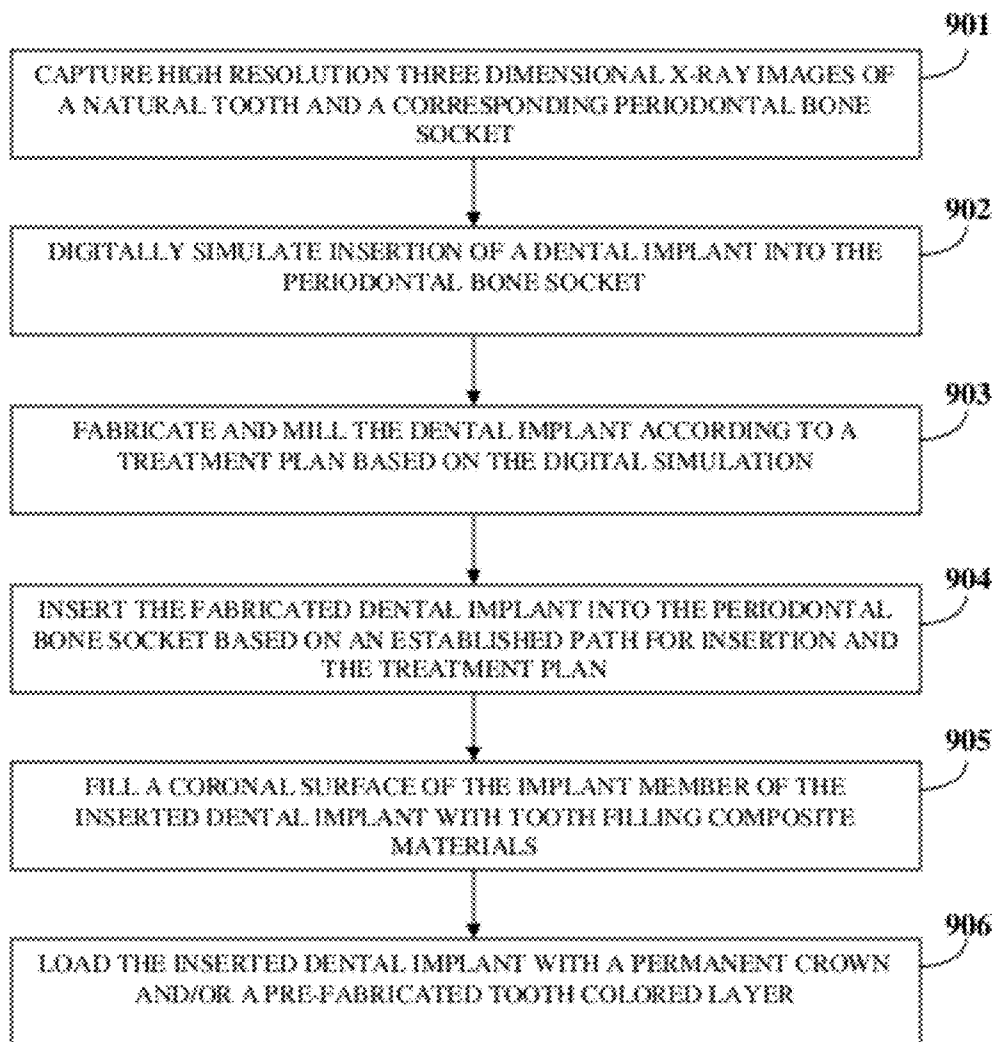 901
CAPTURE HIGH RESOLUTION THREE DIMENSIONAL X-RAY IMAGES OF
A NATURAL TOOTH AND A CORRESPONDING PERIODONTAL BONE
SOCKET
902
DIGITALLY SIMULATE INSERTION OF A DENTAL IMPLANT INTO THE
PERIODONTAL BONE SOCKET
903
FABRICATE AND MILL THE DENTAL IMPLANT ACCORDING TO A
TREATMENT PLAN BASED ON THE DIGITAL SIMULATION
904
INSERT THE FABRICATED DENTAL IMPLANT INTO THE PERIODONTAL
BONE SOCKET BASED ON AN ESTABLISHED PATH FOR INSERTION AND
THE TREATMENT PLAN
905
FILL A CORONAL SURFACE OF THE IMPLANT MEMBER OF THE
INSERTED DENTAL IMPLANT WITH TOOTH FILLING COMPOSITE
MATERIALS
906
LOAD THE INSERTED DENTAL IMPLANT WITH A PERMANENT CROWN
AND/OR A PRE-FABRICATED TOOTH COLORED LAYER